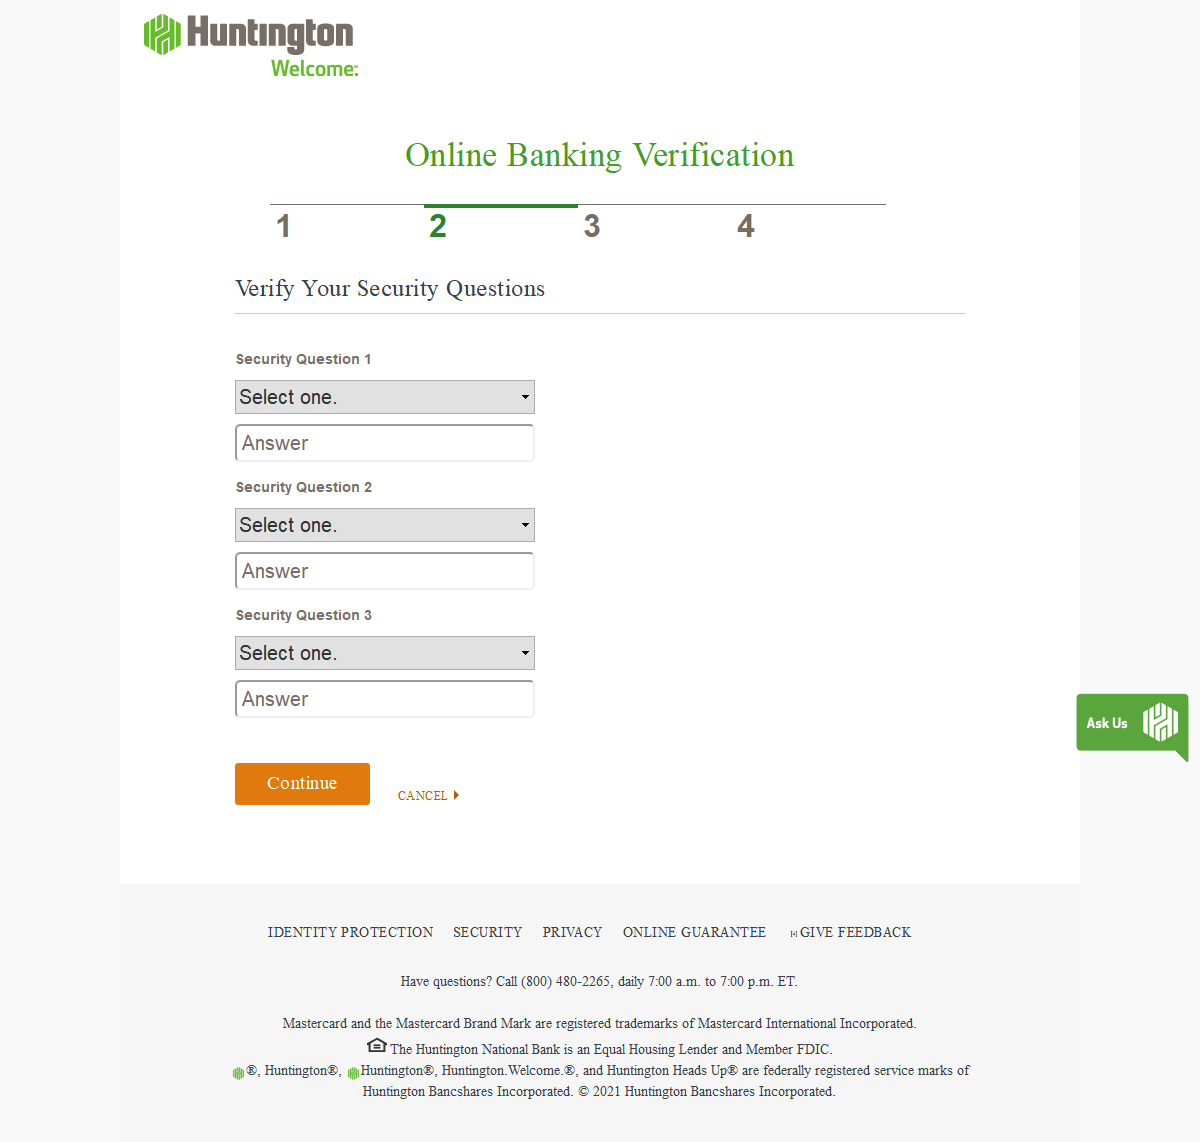 Huntington
Welcome:
Online Banking Verification
1 2 3 4
Verify Your Security Questions
Security Question 1
Select one.
Answer
Security Question 2
Select one.
Answer
Security Question 3
Select one.
Answer
Ask Us
Continue
CANCEL
IDENTITY PROTECTION SECURITY PRIVACY ONLINE GUARANTEE GIVE FEEDBACK
Have questions? Call (800) 480-2265, daily 7:00 a.m. to 7:00 p.m. ET.
Mastercard and the Mastercard Brand Mark are registered trademarks of Mastercard International Incorporated.
The Huntington National Bank is an Equal Housing Lender and Member FDIC.
®, Huntington®, Huntington®, Huntington.Welcome.®, and Huntington Heads Up® are federally registered service marks of
Huntington Bancshares Incorporated. © 2021 Huntington Bancshares Incorporated.